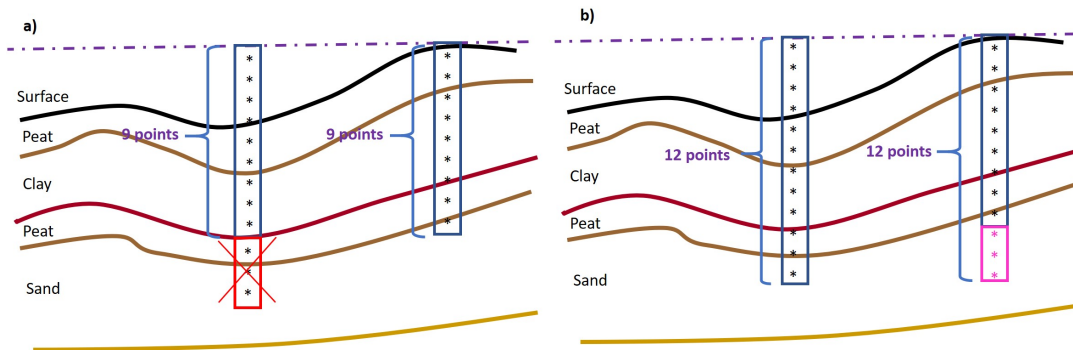 a)
Surface
Peat
9 points
9 points
Clay
Peat
Sand
b)
Surface
Peat
12 points
12 points
Clay
Peat
Sand